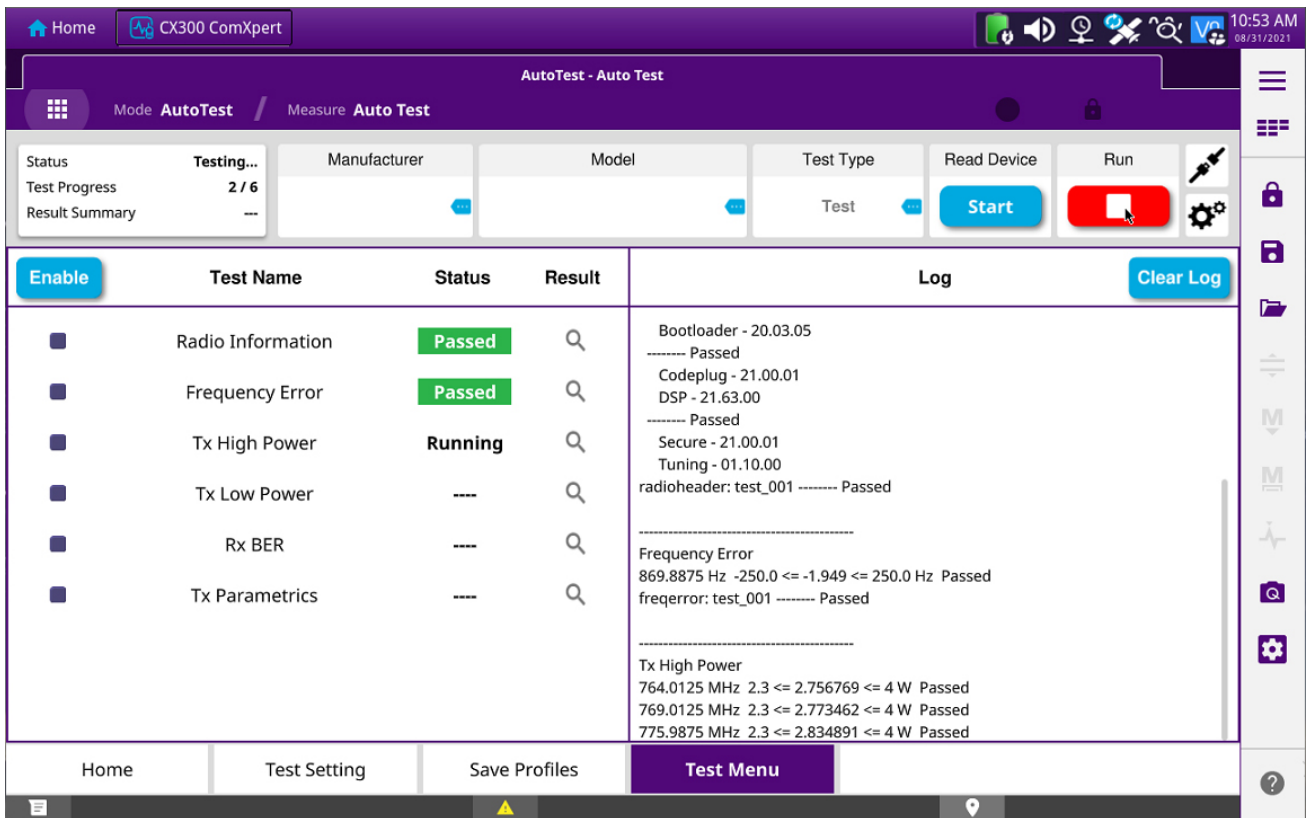 Home
CX300 ComXpert
10:53 AM
08/31/2021
AutoTest - Auto Test
Mode AutoTest / Measure Auto Test
Status Testing...
Test Progress 2 / 6
Result Summary ---
Manufacturer
Model
Test Type
Test
Read Device
Start
Run
Enable
Test Name
Status
Result
Log
Clear Log
Radio Information Passed
Frequency Error Passed
Tx High Power Running
Tx Low Power ----
Rx BER ----
Tx Parametrics ----
Bootloader - 20.03.05
-------- Passed
Codeplug - 21.00.01
DSP - 21.63.00
-------- Passed
Secure - 21.00.01
Tuning - 01.10.00
radioheader: test_001 -------- Passed
--------------------------------------------
Frequency Error
869.8875 Hz -250.0 <= -1.949 <= 250.0 Hz Passed
freqerror: test_001 -------- Passed
--------------------------------------------
Tx High Power
764.0125 MHz 2.3 <= 2.756769 <= 4 W Passed
769.0125 MHz 2.3 <= 2.773462 <= 4 W Passed
775.9875 MHz 2.3 <= 2.834891 <= 4 W Passed
M
M
Home
Test Setting
Save Profiles
Test Menu
?